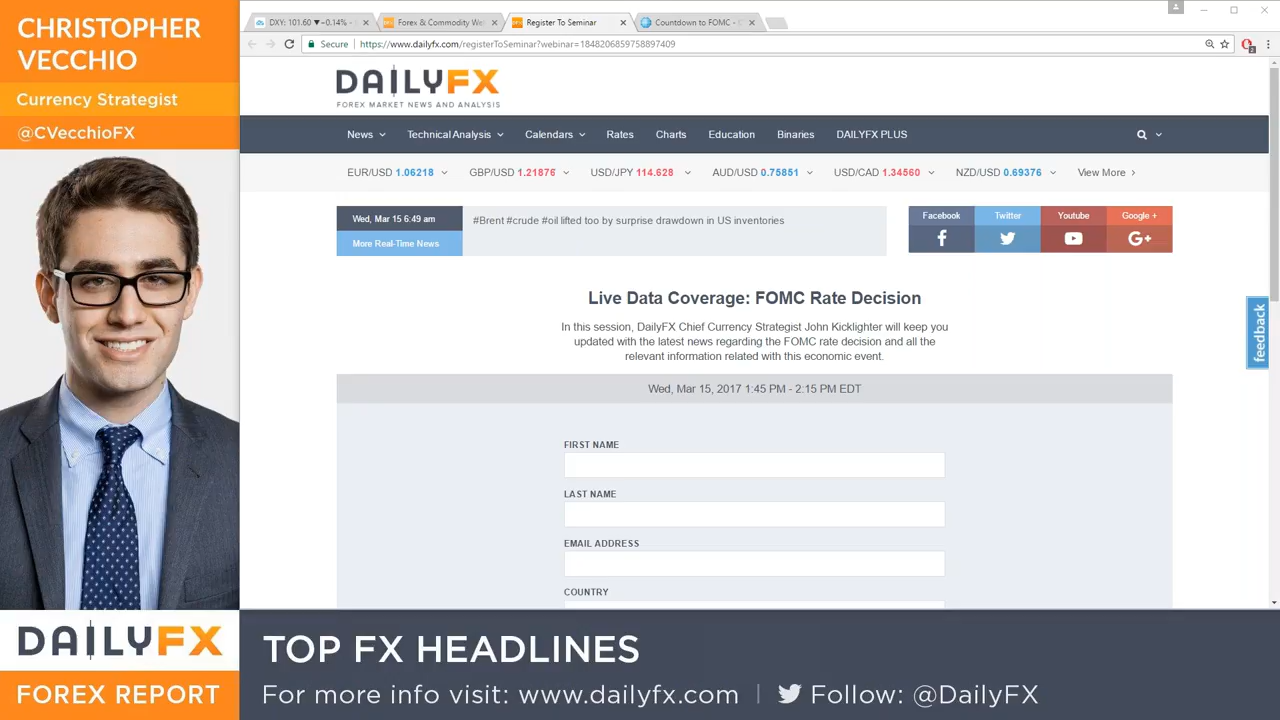 CHRISTOPHER
VECCHIO
Currency Strategist
@CVecchioFX
DXY: 101.60 ▼−0.14% -
Forex & Commodity We
Register To Seminar
Countdown to FOMC -
Secure
https://www.dailyfx.com/registerToSeminar?webinar=1848206859758897409
DAILYFX
FOREX MARKET NEWS AND ANALYSIS
News Technical Analysis Calendars Rates Charts Education Binaries DAILYFX PLUS
EUR/USD 1.06218 GBP/USD 1.21876 USD/JPY 114.628 AUD/USD 0.75851 USD/CAD 1.34560 NZD/USD 0.69376 View More
Wed, Mar 15 6:49 am
#Brent #crude #oil lifted too by surprise drawdown in US inventories
More Real-Time News
Facebook Twitter Youtube Google +
feedback
Live Data Coverage: FOMC Rate Decision
In this session, DailyFX Chief Currency Strategist John Kicklighter will keep you
updated with the latest news regarding the FOMC rate decision and all the
relevant information related with this economic event.
Wed, Mar 15, 2017 1:45 PM - 2:15 PM EDT
FIRST NAME
LAST NAME
EMAIL ADDRESS
COUNTRY
DAILYFX
FOREX REPORT
TOP FX HEADLINES
For more info visit: www.dailyfx.com | Follow: @DailyFX